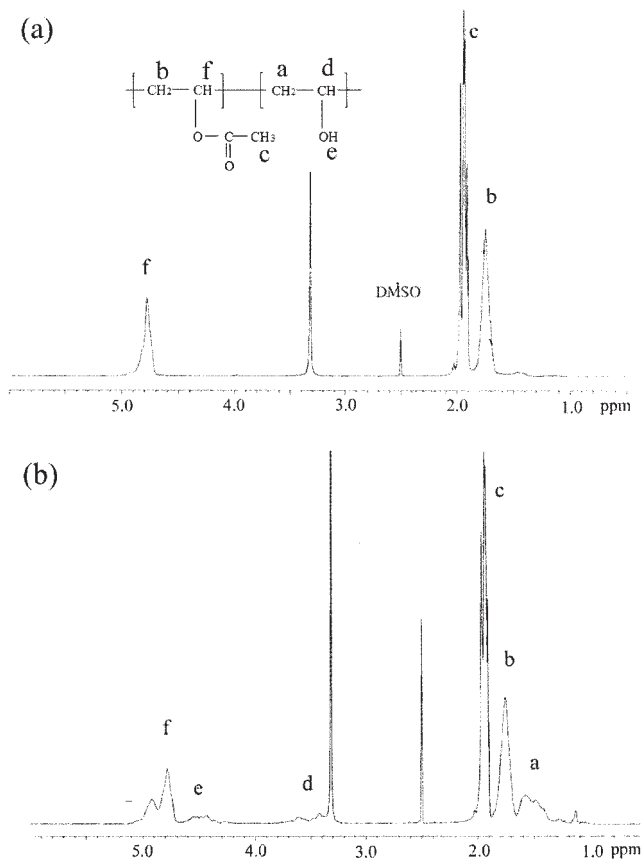 (a)
c
b f a d
CH₂ CH CH₂ CH
O C CH₃ OH
O c e
b
f
DMSO
5.0 4.0 3.0 2.0 1.0 ppm
(b)
c
b
f
e d a
5.0 4.0 3.0 2.0 1.0 ppm